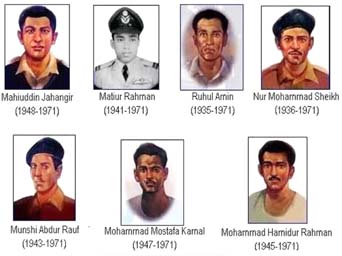 Mahiuddin Jahangir
(1948-1971)
Matiur Rahman
(1941-1971)
Ruhul Amin
(1935-1971)
Nur Mohammad Sheikh
(1936-1971)
Munshi Abdur Rauf
(1943-1971)
Mohammad Mostafa Kamal
(1947-1971)
Mohammad Hamidur Rahman
(1945-1971)